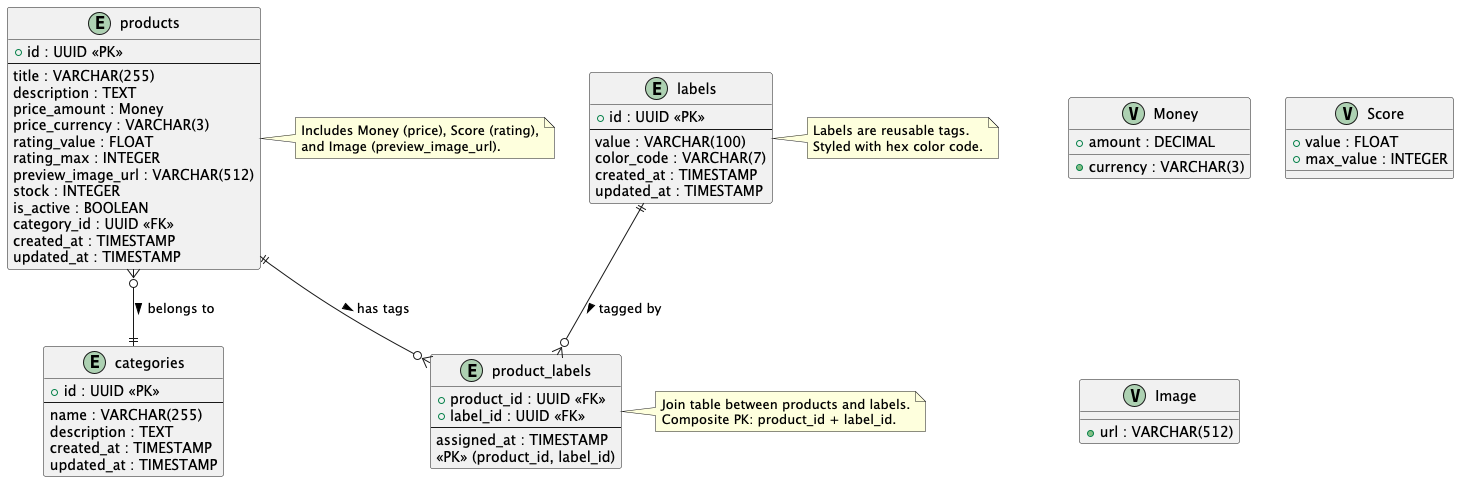 E products
id : UUID «PK»
title : VARCHAR(255)
description : TEXT
price_amount : Money
price_currency : VARCHAR(3)
rating_value : FLOAT
rating_max : INTEGER
preview_image_url : VARCHAR(512)
stock : INTEGER
is_active : BOOLEAN
category_id : UUID «FK»
created_at : TIMESTAMP
updated_at : TIMESTAMP
Includes Money (price), Score (rating),
and Image (preview_image_url).
E labels
id : UUID «PK»
value : VARCHAR(100)
color_code : VARCHAR(7)
created_at : TIMESTAMP
updated_at : TIMESTAMP
Labels are reusable tags.
Styled with hex color code.
V Money
amount : DECIMAL
currency : VARCHAR(3)
V Score
value : FLOAT
max_value : INTEGER
belongs to
has tags
tagged by
E categories
id : UUID «PK»
name : VARCHAR(255)
description : TEXT
created_at : TIMESTAMP
updated_at : TIMESTAMP
E product_labels
product_id : UUID «FK»
label_id : UUID «FK»
assigned_at : TIMESTAMP
«PK» (product_id, label_id)
Join table between products and labels.
Composite PK: product_id + label_id.
V Image
url : VARCHAR(512)